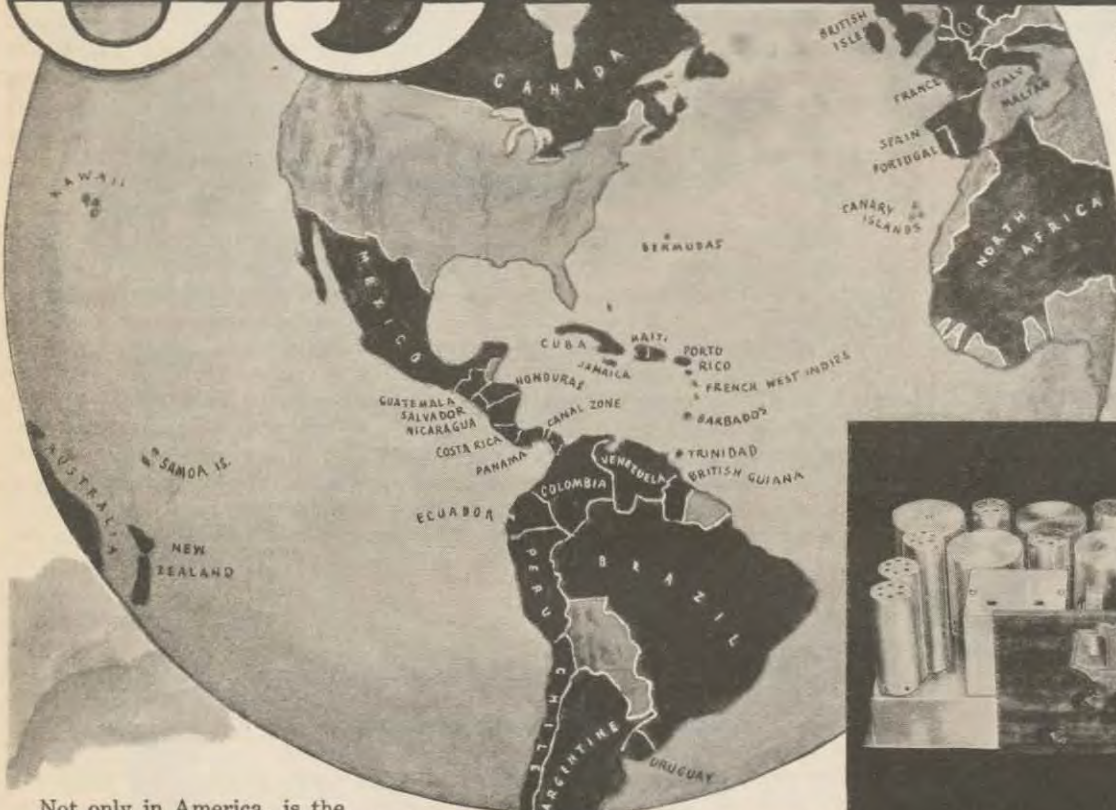 CANADA
BRITISH
ISLE
FRANCE
ITALY
MALTA
SPAIN
PORTUGAL
HAWAII
CANARY
ISLANDS
NORTH
AFRICA
BERMUDAS
MEXICO
CUBA
HAITI
PORTO
RICO
JAMAICA
HONDURAS
FRENCH WEST INDIES
GUATEMALA
SALVADOR
NICARAGUA
CANAL ZONE
BARBADOS
COSTA RICA
PANAMA
TRINIDAD
VENEZUELA
BRITISH GUIANA
COLOMBIA
AUSTRALIA
SAMOA IS.
ECUADOR
NEW
ZEALAND
PERU
BRAZIL
CHILE
ARGENTINE
URUGUAY
Not only in America, is the